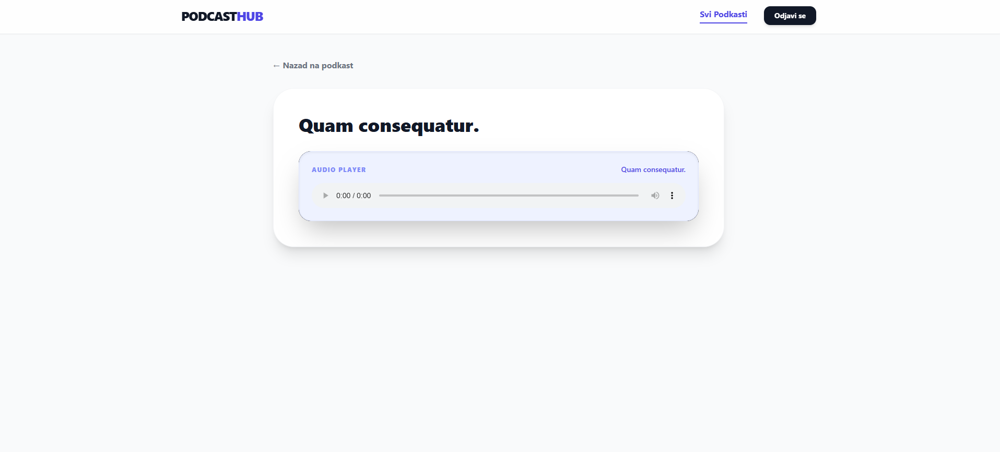 PODCASTHUB
Svi Podkasti
Odjavi se
← Nazad na podkast
Quam consequatur.
AUDIO PLAYER
Quam consequatur.
0:00 / 0:00